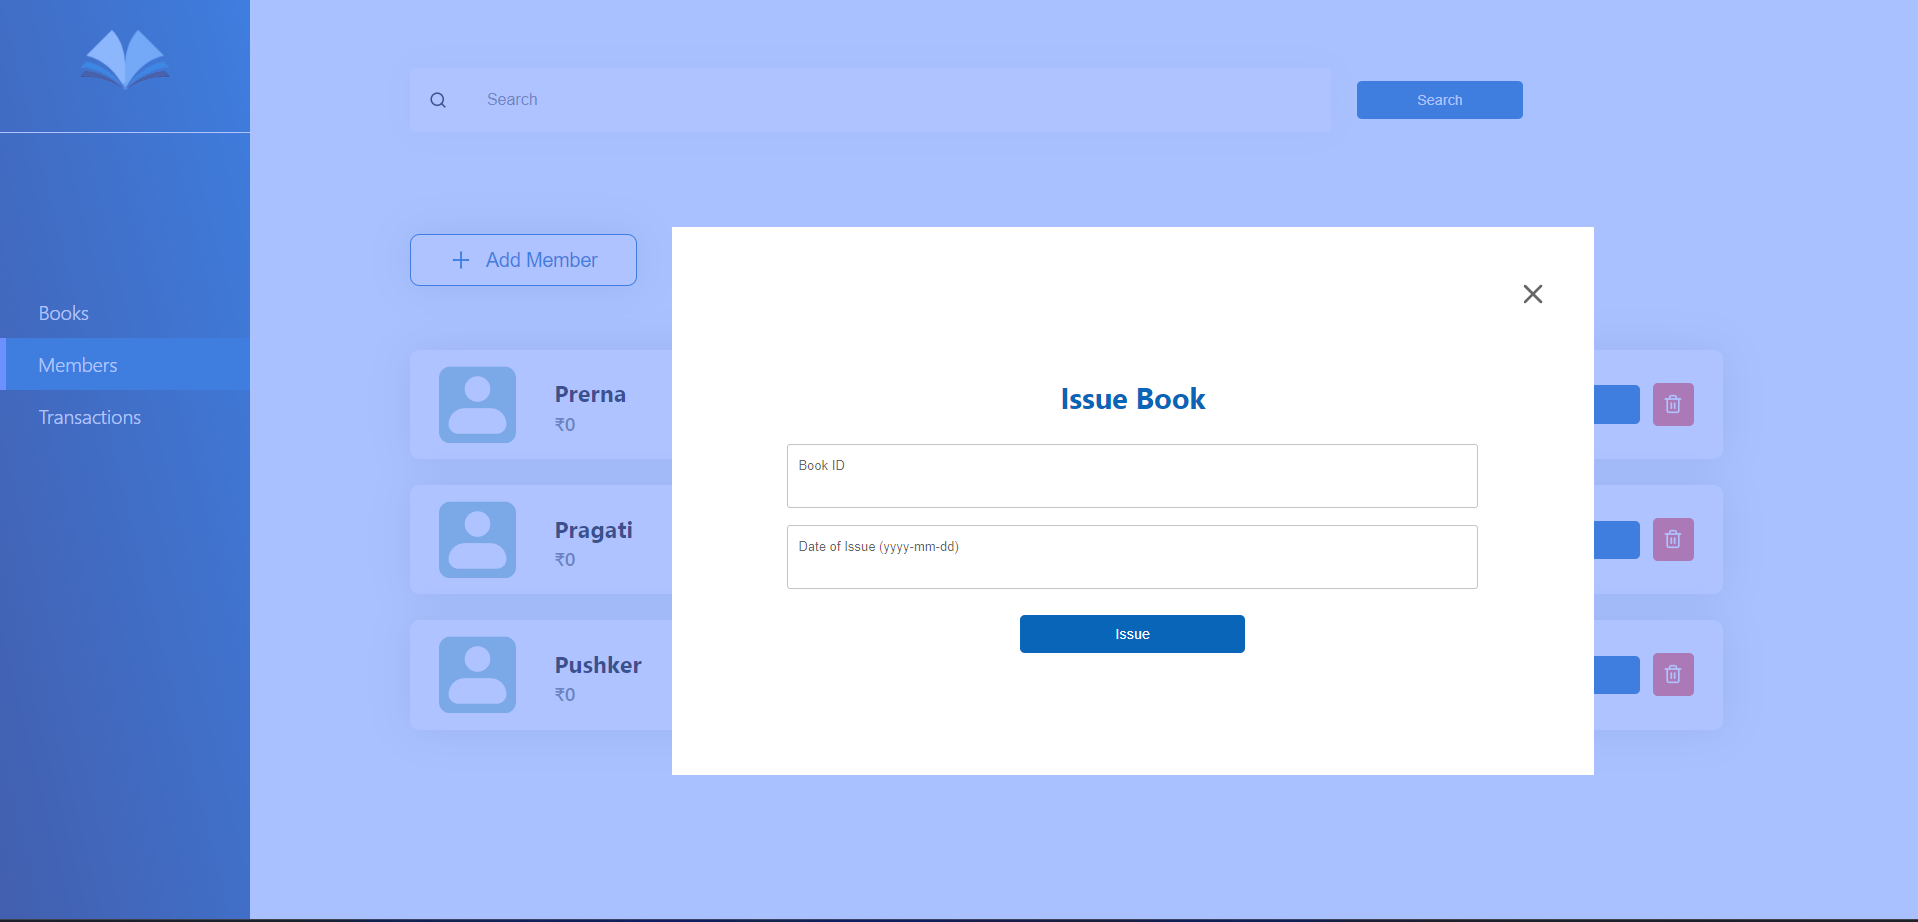 Search
Search
Add Member
Books
Members
Transactions
Prerna
₹0
Pragati
₹0
Pushker
₹0
Issue Book
Book ID
Date of Issue (yyyy-mm-dd)
Issue